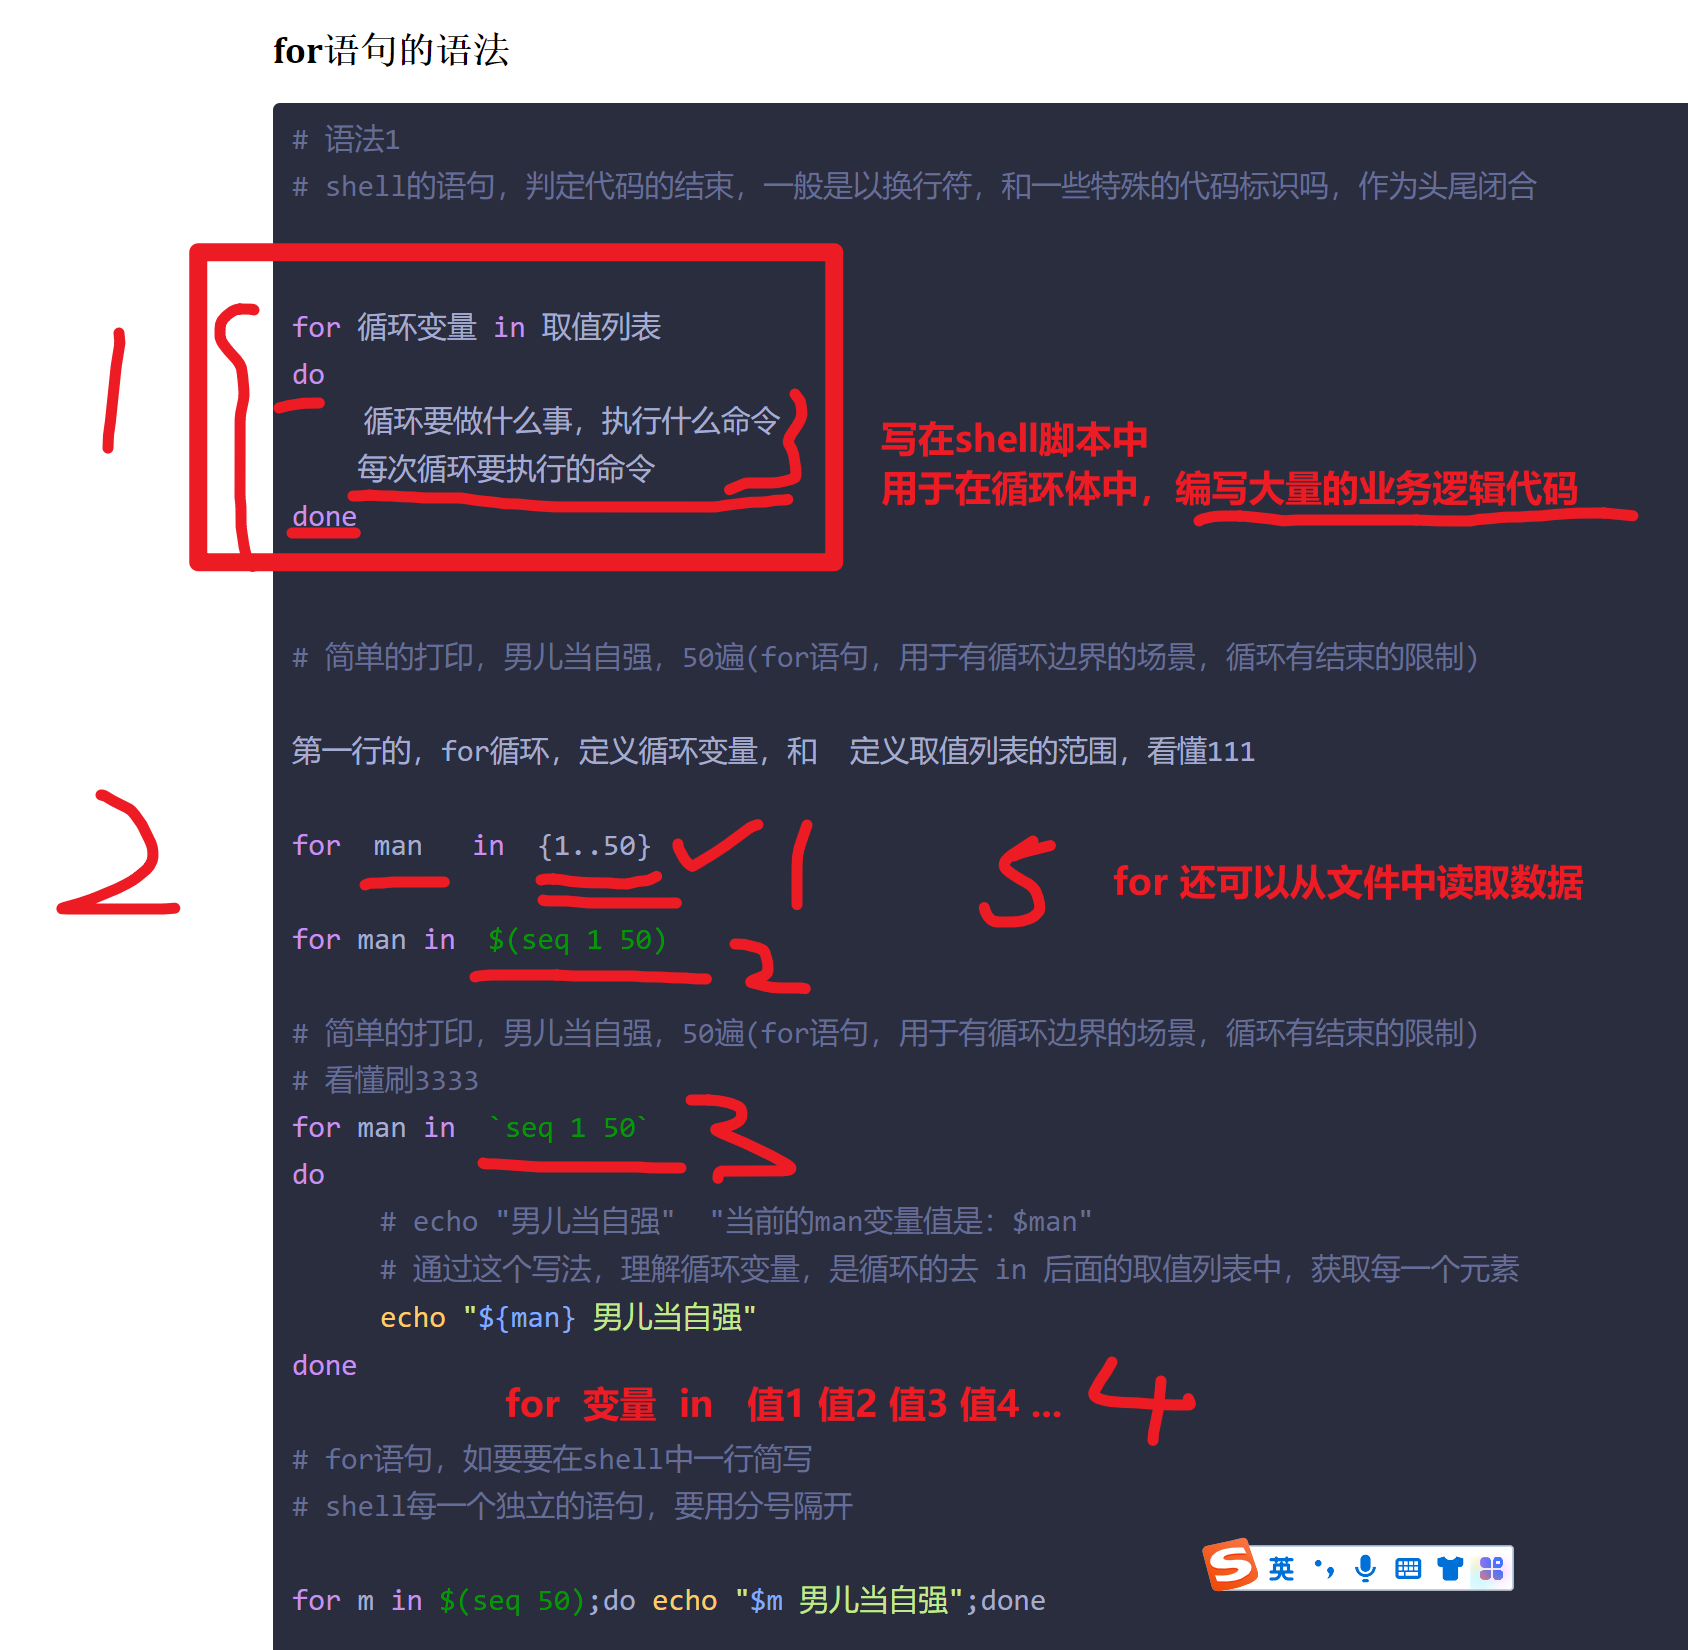 for语句的语法
# 语法1
# shell的语句，判定代码的结束，一般是以换行符，和一些特殊的代码标识吗，作为头尾闭合
1
for 循环变量 in 取值列表
do
循环要做什么事，执行什么命令
每次循环要执行的命令
done
写在shell脚本中
用于在循环体中，编写大量的业务逻辑代码
# 简单的打印，男儿当自强，50遍(for语句，用于有循环边界的场景，循环有结束的限制)
第一行的，for循环，定义循环变量，和  定义取值列表的范围，看懂111
2
for  man   in  {1..50} 1
5 for 还可以从文件中读取数据
for man in  $(seq 1 50) 2
# 简单的打印，男儿当自强，50遍(for语句，用于有循环边界的场景，循环有结束的限制)
# 看懂刷3333
for man in  `seq 1 50` 3
do
# echo "男儿当自强"  "当前的man变量值是：$man"
# 通过这个写法，理解循环变量，是循环的去 in 后面的取值列表中，获取每一个元素
echo "${man} 男儿当自强"
done
for  变量  in   值1 值2 值3 值4 ... 4
# for语句，如要要在shell中一行简写
# shell每一个独立的语句，要用分号隔开
S 英
for m in $(seq 50);do echo "$m 男儿当自强";done